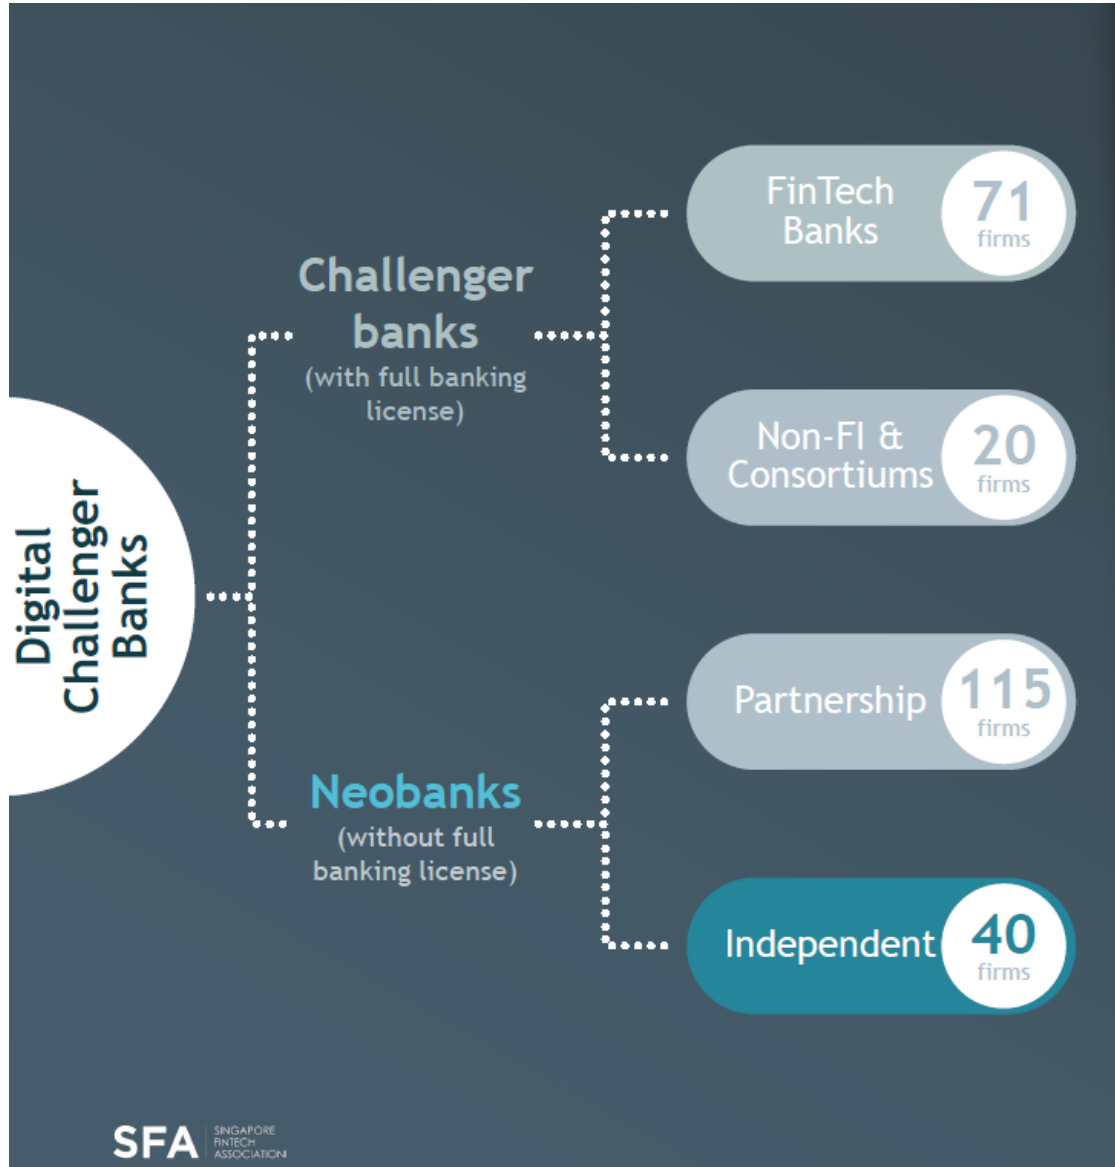 Digital
Challenger
Banks
Challenger
banks
(with full banking
license)
FinTech
Banks
71
firms
Non-FI &
Consortiums
20
firms
Neobanks
(without full
banking license)
Partnership
115
firms
Independent
40
firms
SFA
SINGAPORE
FINTECH
ASSOCIATION